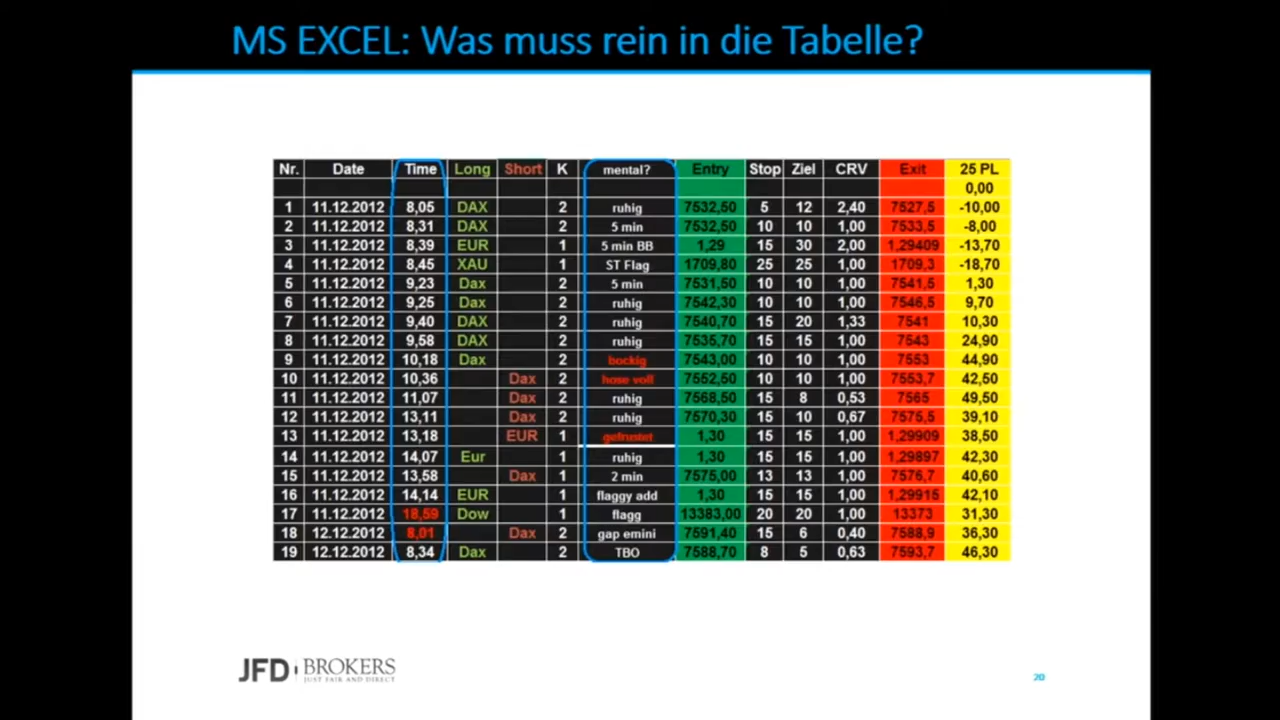 MS EXCEL: Was muss rein in die Tabelle?
Nr. Date Time Long Short K mental? Entry Stop Ziel CRV Exit 25 PL
0,00
1 11.12.2012 8,05 DAX 2 ruhig 7532,50 5 12 2,40 7527,5 -10,00
2 11.12.2012 8,31 DAX 2 5 min 7532,50 10 10 1,00 7533,5 -8,00
3 11.12.2012 8,39 EUR 1 5 min BB 1,29 15 30 2,00 1,29409 -13,70
4 11.12.2012 8,45 XAU 1 ST Flag 1709,80 25 25 1,00 1709,3 -18,70
5 11.12.2012 9,23 Dax 2 5 min 7531,50 10 10 1,00 7541,5 1,30
6 11.12.2012 9,25 Dax 2 ruhig 7542,30 10 10 1,00 7546,5 9,70
7 11.12.2012 9,40 DAX 2 ruhig 7540,70 15 20 1,33 7541 10,30
8 11.12.2012 9,58 DAX 2 ruhig 7535,70 15 15 1,00 7543 24,90
9 11.12.2012 10,18 Dax 2 bockig 7543,00 10 10 1,00 7553 44,90
10 11.12.2012 10,36 Dax 2 hose voll 7552,50 10 10 1,00 7553,7 42,50
11 11.12.2012 11,07 Dax 2 ruhig 7568,50 15 8 0,53 7565 49,50
12 11.12.2012 13,11 Dax 2 ruhig 7570,30 15 10 0,67 7575,5 39,10
13 11.12.2012 13,18 EUR 1 gefrustet 1,30 15 15 1,00 1,29909 38,50
14 11.12.2012 14,07 Eur 1 ruhig 1,30 15 15 1,00 1,29897 42,30
15 11.12.2012 13,58 Dax 1 2 min 7575,00 13 13 1,00 7576,7 40,60
16 11.12.2012 14,14 EUR 1 flaggy add 1,30 15 15 1,00 1,29915 42,10
17 11.12.2012 18,59 Dow 1 flagg 13383,00 20 20 1,00 13373 31,30
18 12.12.2012 8,01 Dax 2 gap emini 7591,40 15 6 0,40 7588,9 36,30
19 12.12.2012 8,34 Dax 2 TBO 7588,70 8 5 0,63 7593,7 46,30
JFD BROKERS
JUST FAIR AND DIRECT
20